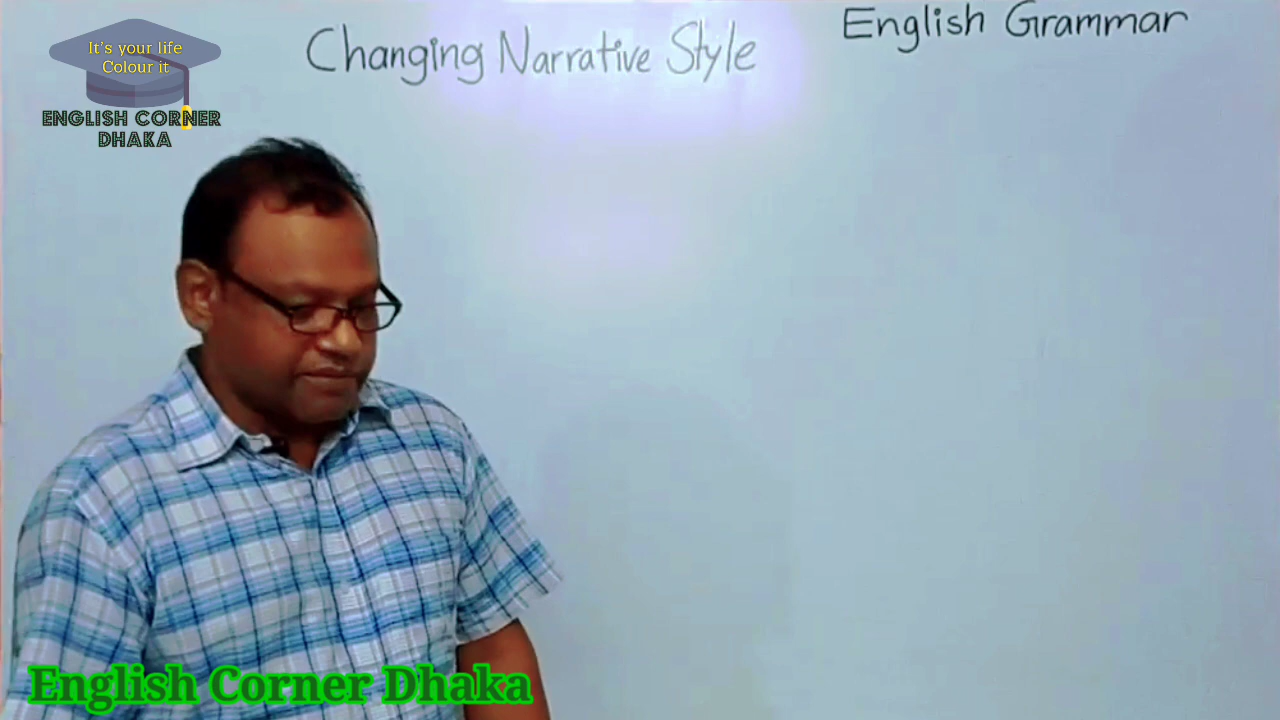 It's your life
Colour it
ENGLISH CORNER
DHAKA
Changing Narrative Style
English Grammar
English Corner Dhaka